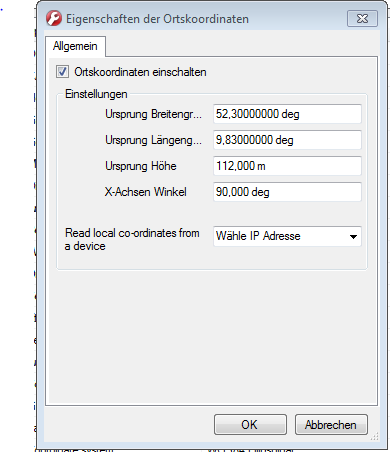 Eigenschaften der Ortskoordinaten
Allgemein
Ortskoordinaten einschalten
Einstellungen
Ursprung Breitengr... 52,30000000 deg
Ursprung Längeng... 9,83000000 deg
Ursprung Höhe 112,000 m
X-Achsen Winkel 90,000 deg
Read local co-ordinates from
a device
Wähle IP Adresse
OK Abbrechen